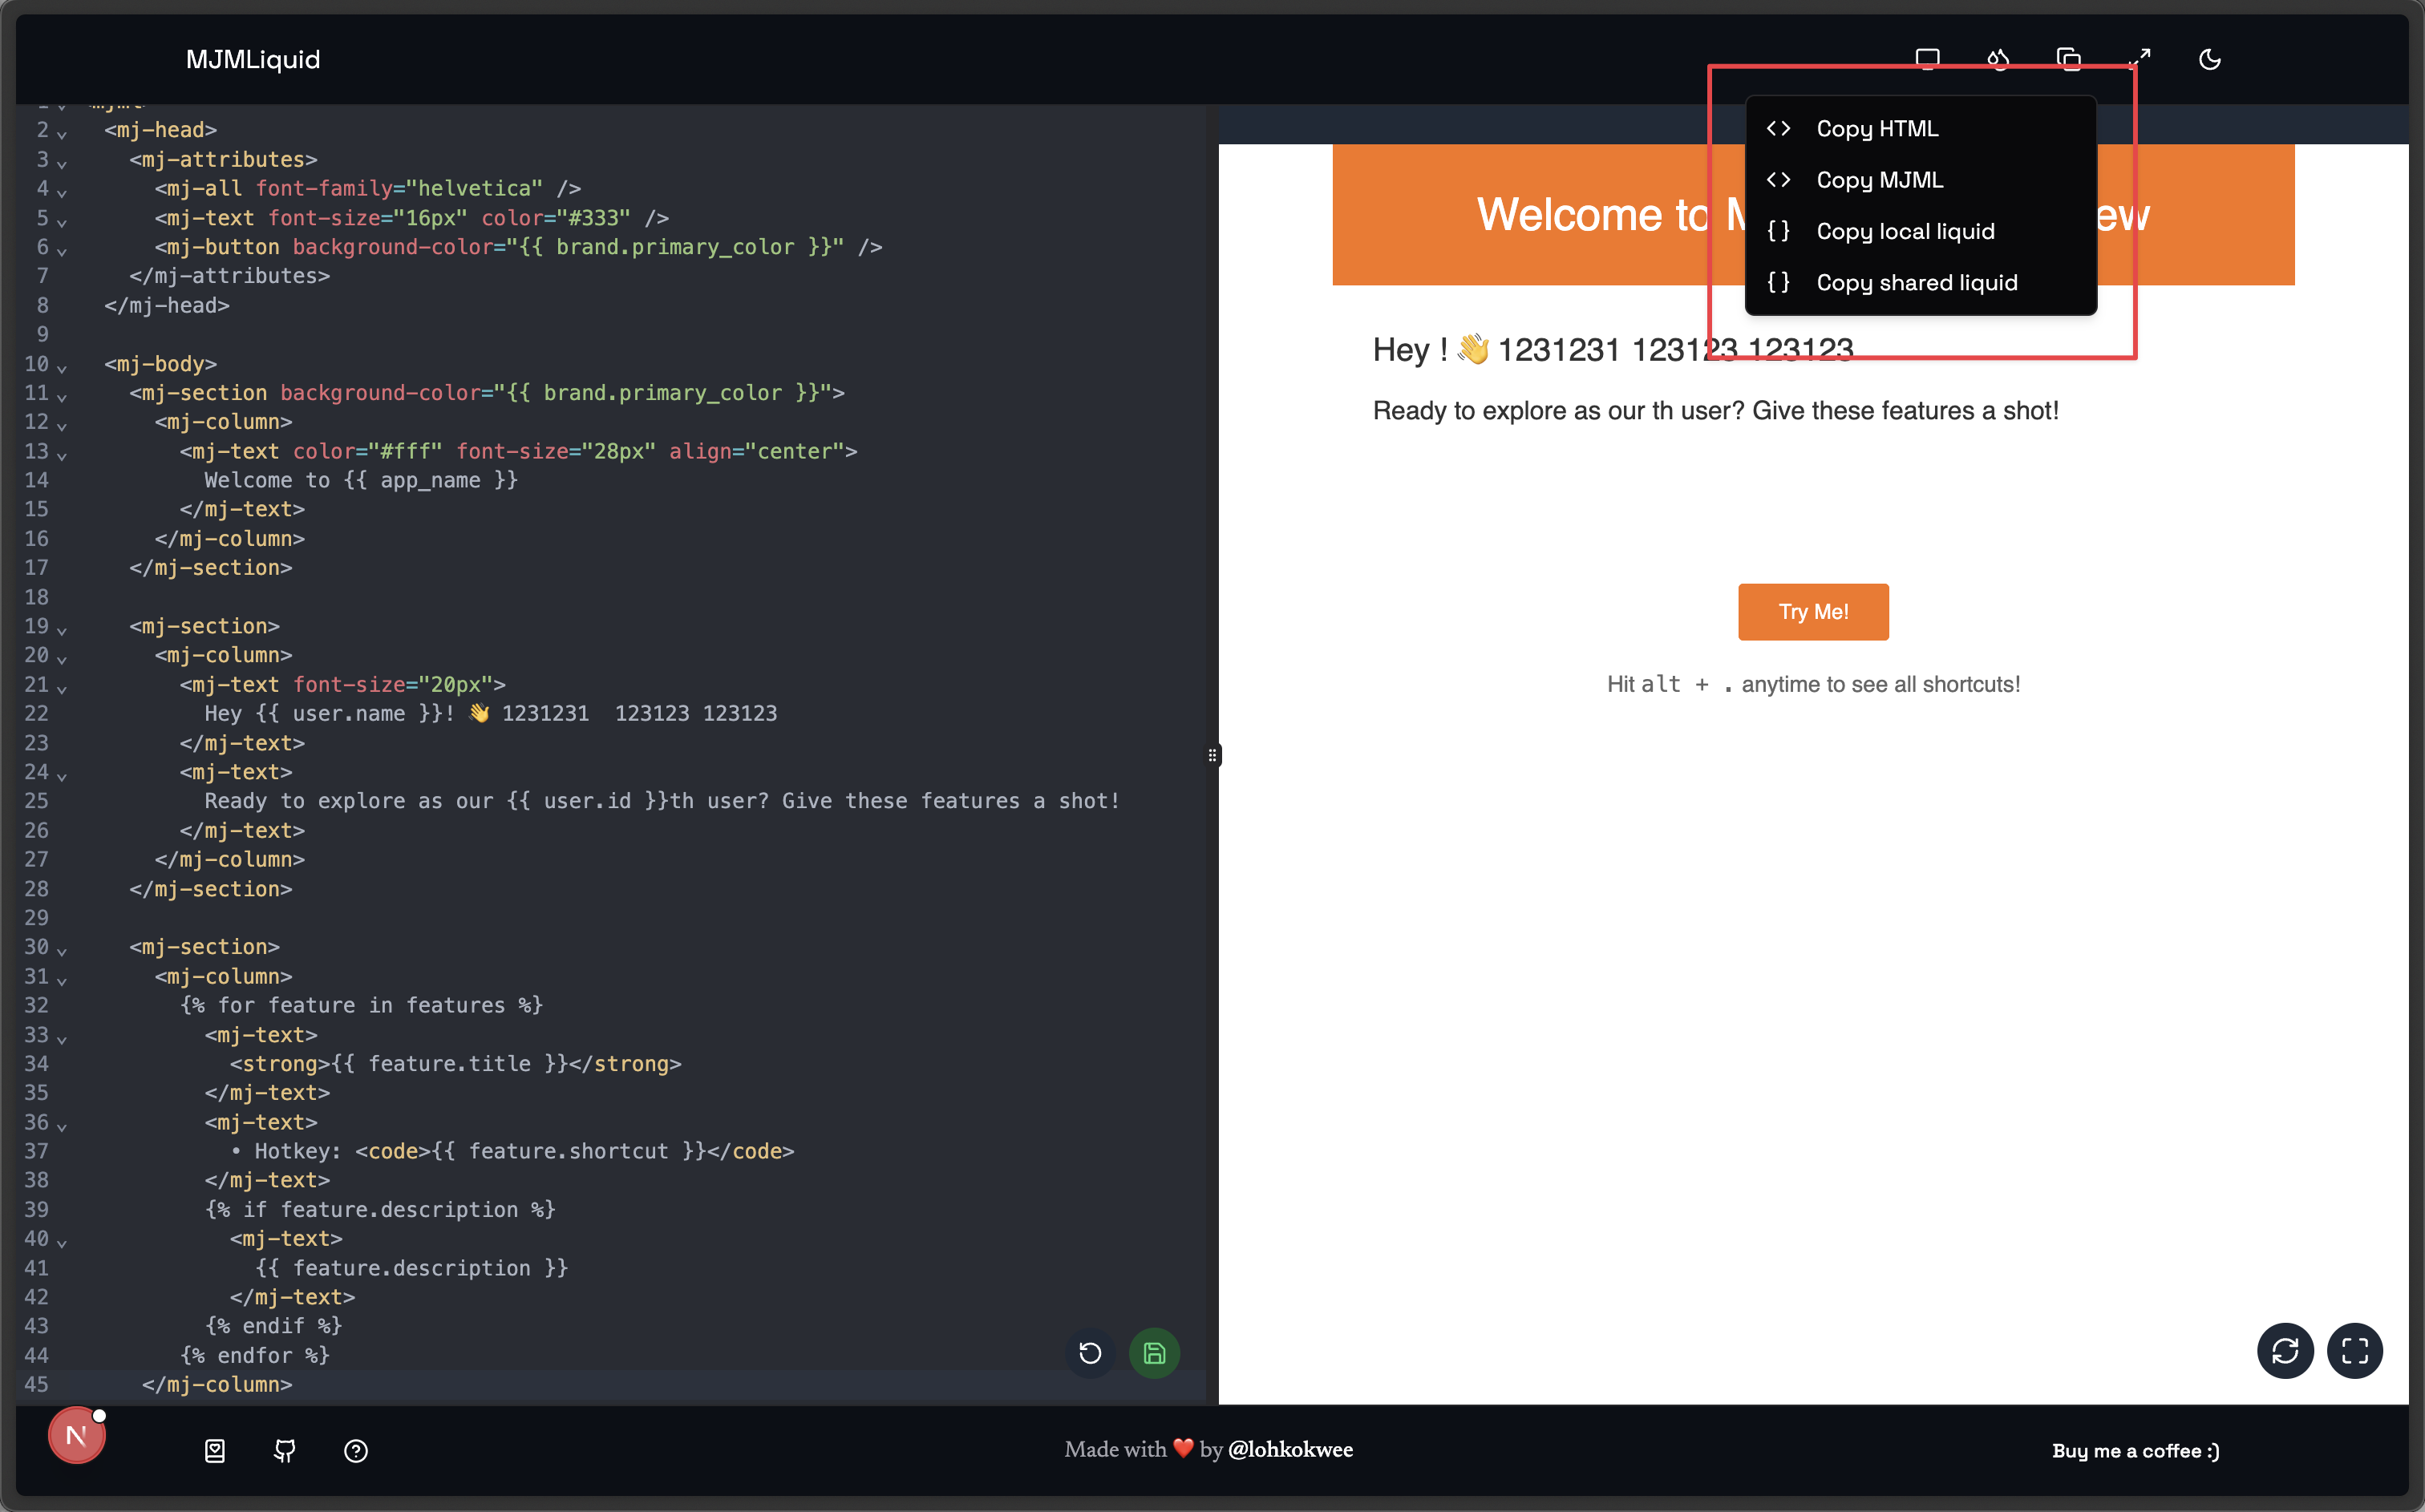 MJMLiquid
1 <mjml>
2 <mj-head>
3 <mj-attributes>
4 <mj-all font-family="helvetica" />
5 <mj-text font-size="16px" color="#333" />
6 <mj-button background-color="{{ brand.primary_color }}" />
7 </mj-attributes>
8 </mj-head>
9
10 <mj-body>
11 <mj-section background-color="{{ brand.primary_color }}">
12 <mj-column>
13 <mj-text color="#fff" font-size="28px" align="center">
14 Welcome to {{ app_name }}
15 </mj-text>
16 </mj-column>
17 </mj-section>
18
19 <mj-section>
20 <mj-column>
21 <mj-text font-size="20px">
22 Hey {{ user.name }}! 👋 1231231  123123 123123
23 </mj-text>
24 <mj-text>
25 Ready to explore as our {{ user.id }}th user? Give these features a shot!
26 </mj-text>
27 </mj-column>
28 </mj-section>
29
30 <mj-section>
31 <mj-column>
32 {% for feature in features %}
33 <mj-text>
34 <strong>{{ feature.title }}</strong>
35 </mj-text>
36 <mj-text>
37 • Hotkey: <code>{{ feature.shortcut }}</code>
38 </mj-text>
39 {% if feature.description %}
40 <mj-text>
41 {{ feature.description }}
42 </mj-text>
43 {% endif %}
44 {% endfor %}
45 </mj-column>
Copy HTML
Copy MJML
Copy local liquid
Copy shared liquid
Welcome to
Hey ! 👋 1231231 123123 123123
Ready to explore as our th user? Give these features a shot!
Try Me!
Hit alt + . anytime to see all shortcuts!
N
Made with ❤️ by @lohkokwee
Buy me a coffee :)